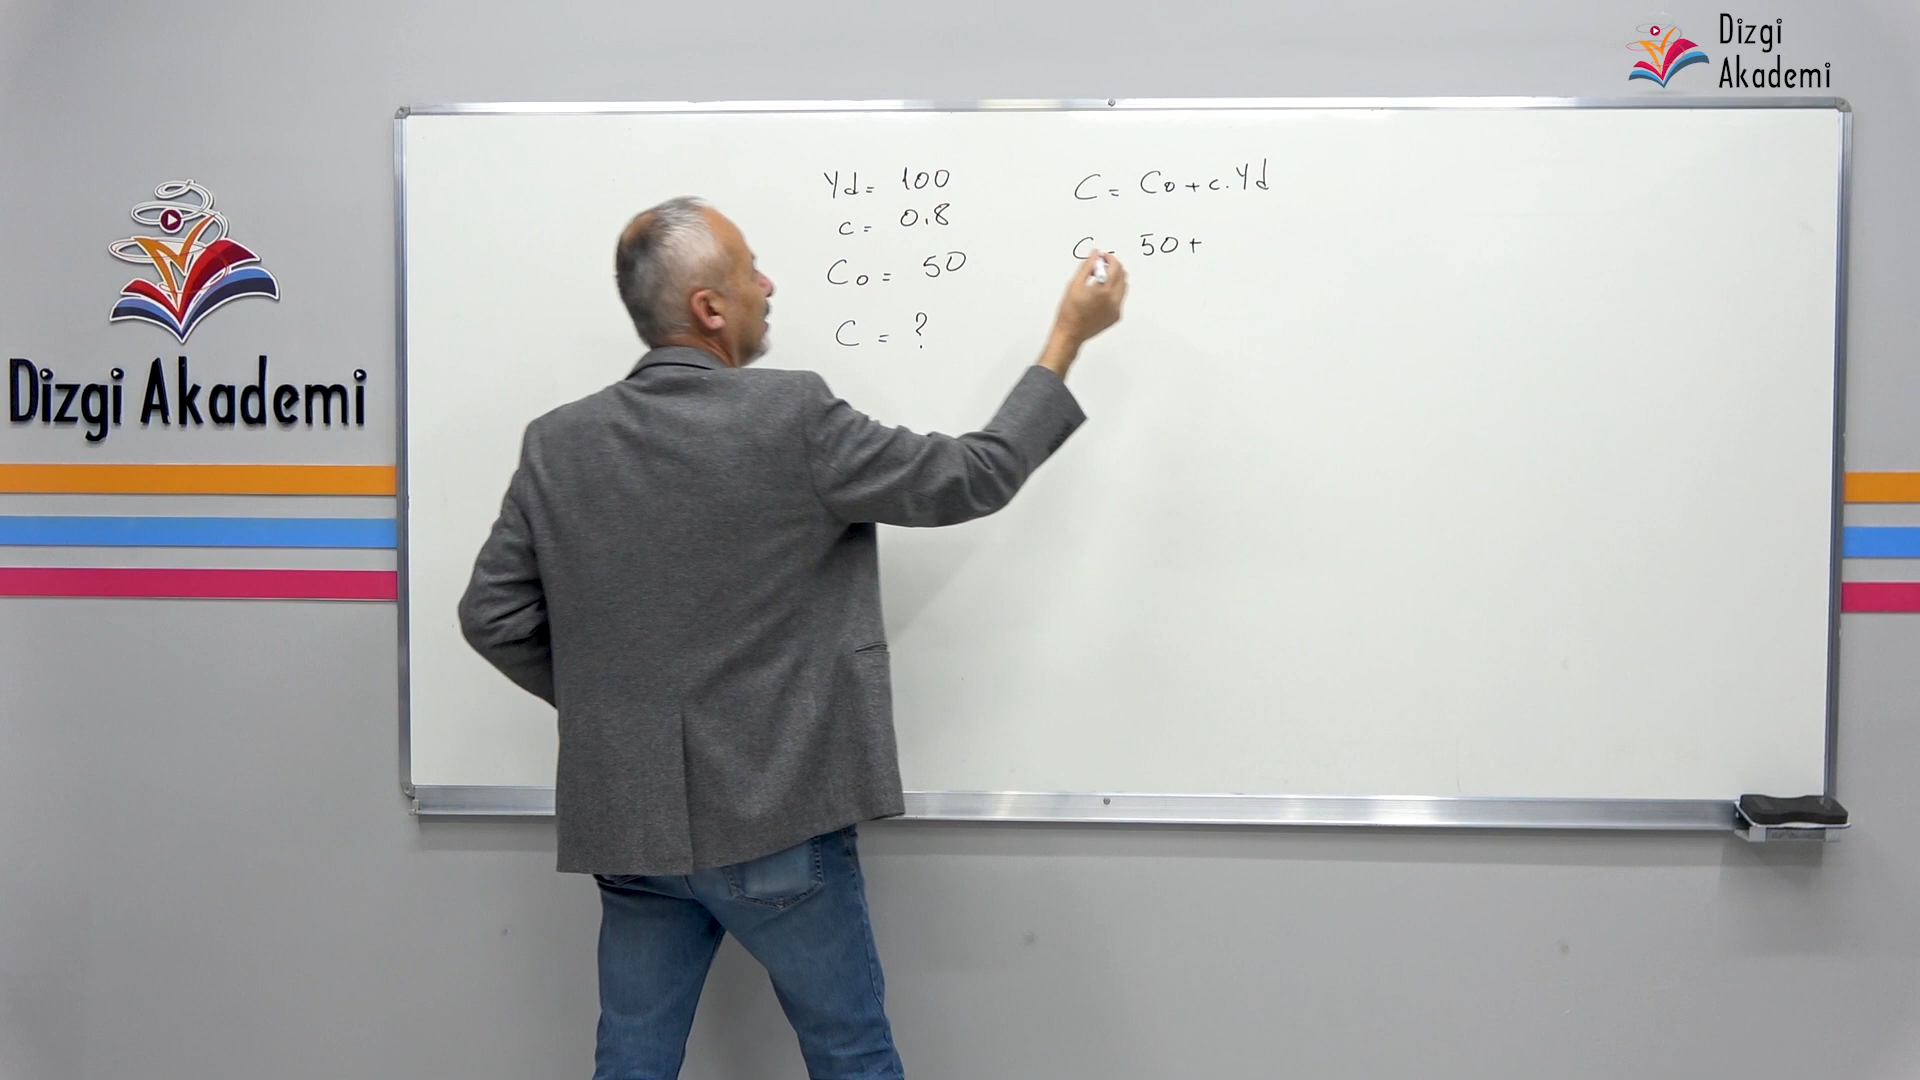 Dizgi
Akademi
Dizgi Akademi
Yd = 100
c = 0.8
Co = 50
C = ?
C = Co + c. Yd
C = 50 +